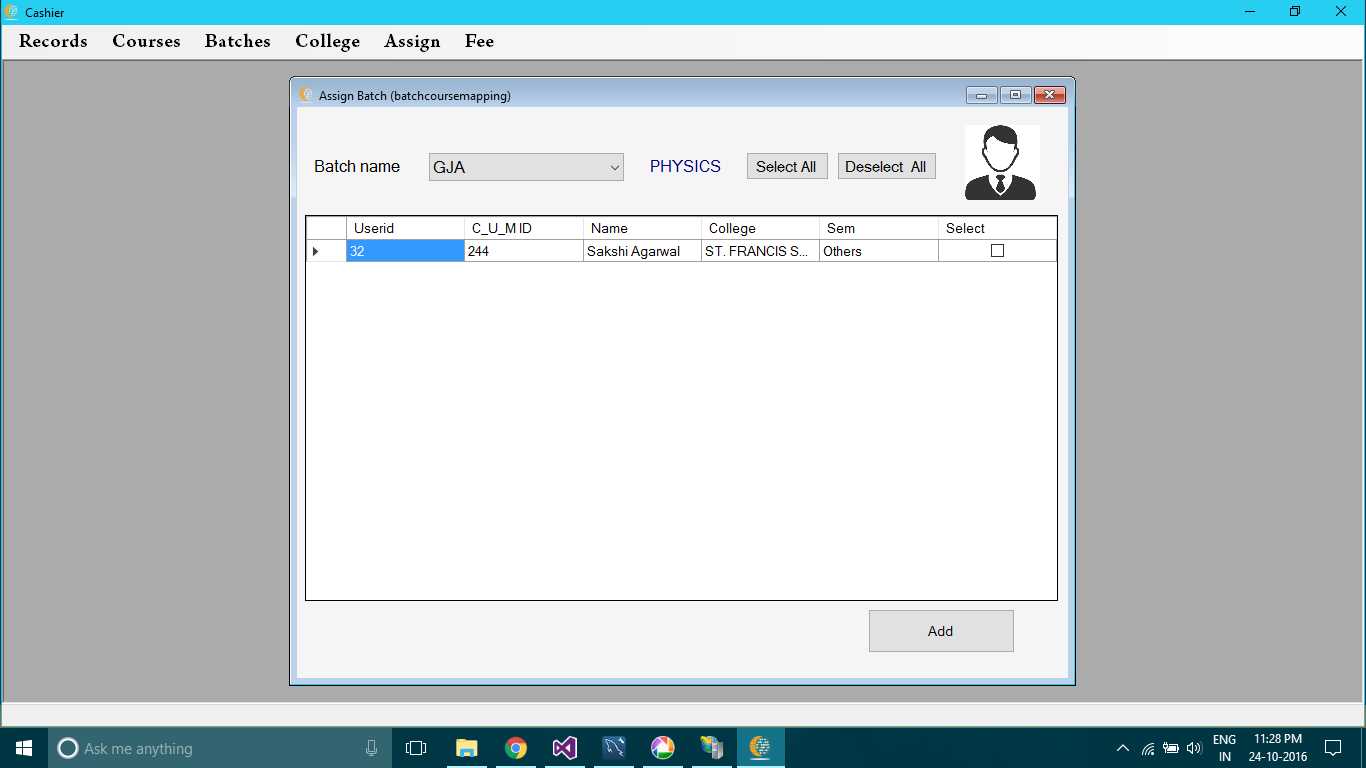 Cashier
Records Courses Batches College Assign Fee
Assign Batch (batchcoursemapping)
Batch name GJA PHYSICS Select All Deselect All
Userid C_U_M ID Name College Sem Select
32 244 Sakshi Agarwal ST. FRANCIS S... Others
Add
Ask me anything
ENG 11:28 PM
IN 24-10-2016